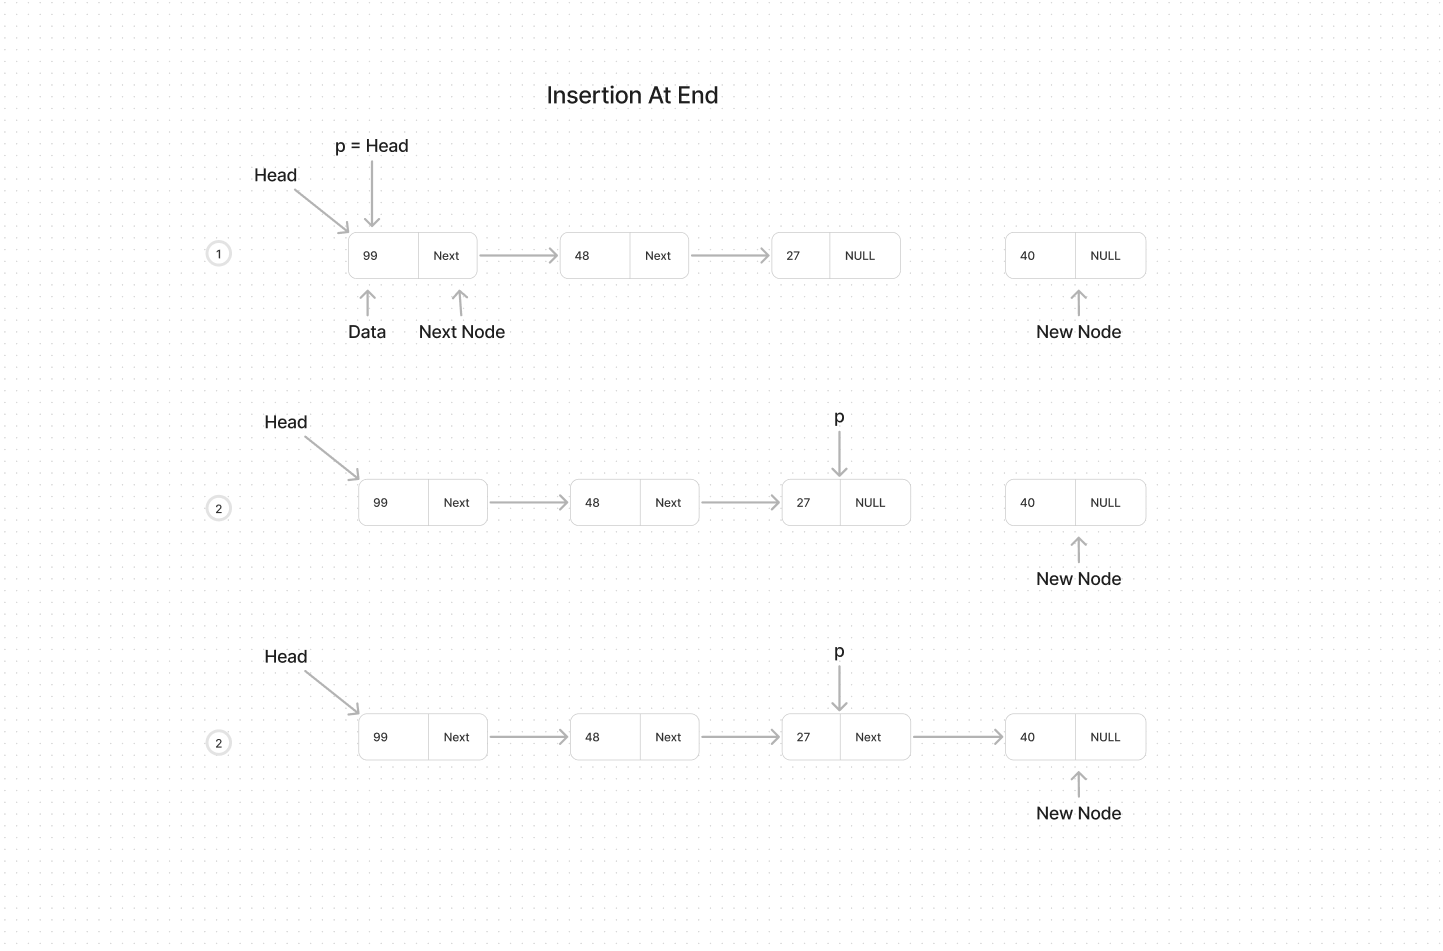 Insertion At End
p = Head
Head
1
99 Next 48 Next 27 NULL 40 NULL
Data Next Node New Node
Head p
2
99 Next 48 Next 27 NULL 40 NULL
New Node
Head p
2
99 Next 48 Next 27 Next 40 NULL
New Node